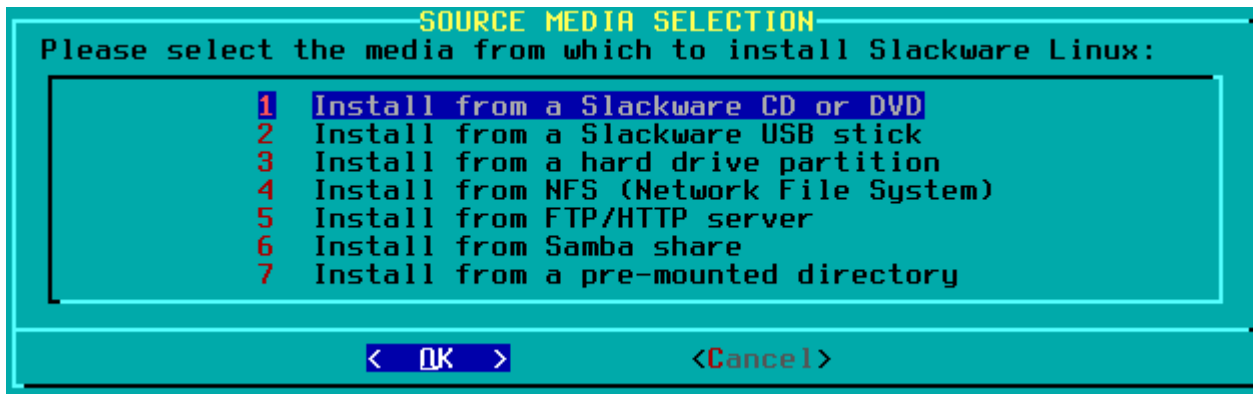 SOURCE MEDIA SELECTION
Please select the media from which to install Slackware Linux:
1 Install from a Slackware CD or DVD
2 Install from a Slackware USB stick
3 Install from a hard drive partition
4 Install from NFS (Network File System)
5 Install from FTP/HTTP server
6 Install from Samba share
7 Install from a pre-mounted directory
< OK > <Cancel>